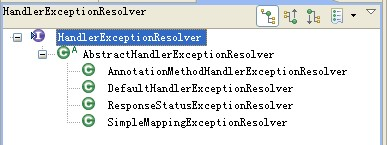 HandlerExceptionResolver
HandlerExceptionResolver
AbstractHandlerExceptionResolver
AnnotationMethodHandlerExceptionResolver
DefaultHandlerExceptionResolver
ResponseStatusExceptionResolver
SimpleMappingExceptionResolver